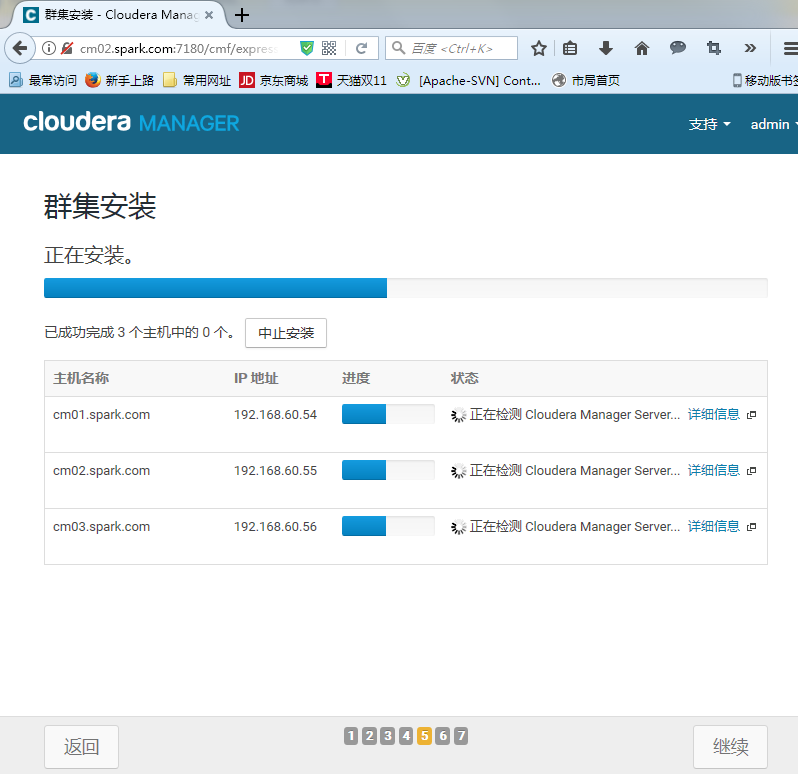 群集安装 - Cloudera Manag
cm02.spark.com:7180/cmf/express
百度 <Ctrl+K>
最常访问 新手上路 常用网址 JD 京东商城 T 天猫双11 [Apache-SVN] Cont... 市局首页 移动版书签
cloudera MANAGER
支持 admin
群集安装
正在安装。
已成功完成 3 个主机中的 0 个。 中止安装
主机名称 IP 地址 进度 状态
cm01.spark.com 192.168.60.54 正在检测 Cloudera Manager Server... 详细信息
cm02.spark.com 192.168.60.55 正在检测 Cloudera Manager Server... 详细信息
cm03.spark.com 192.168.60.56 正在检测 Cloudera Manager Server... 详细信息
返回 1 2 3 4 5 6 7 继续